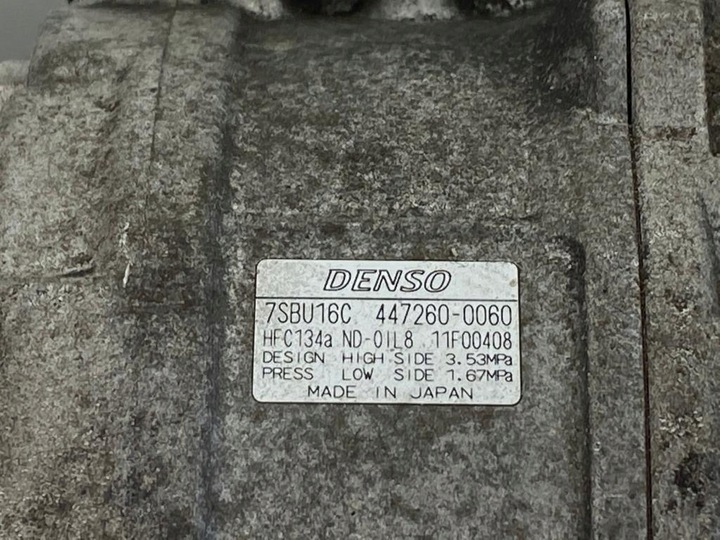 DENSO
7SBU16C 447260-0060
HFC134a ND-OIL8 11F00408
DESIGN HIGH SIDE 3.53MPa
PRESS LOW SIDE 1.67MPa
MADE IN JAPAN